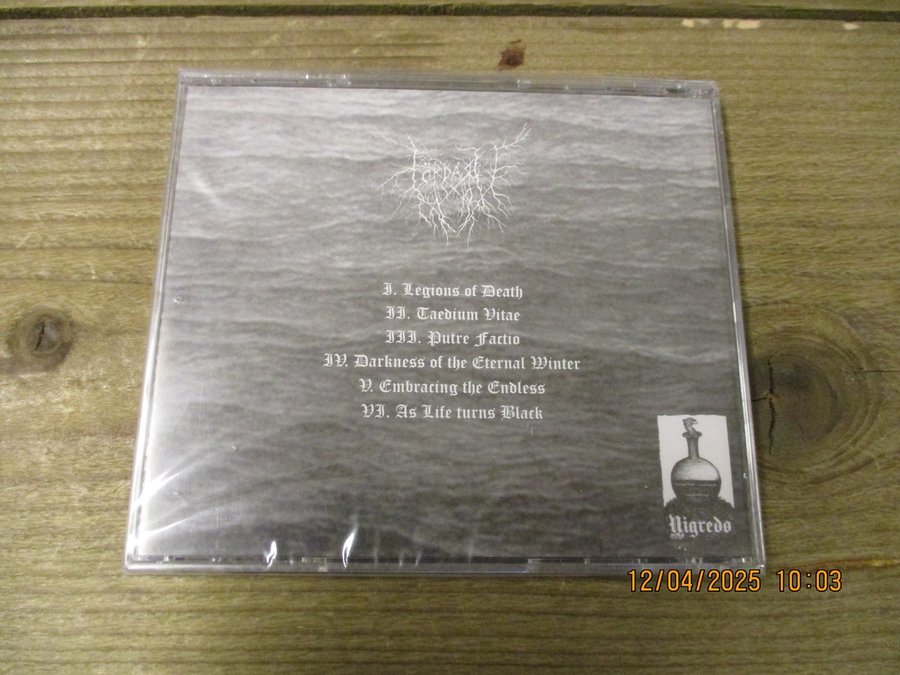 I. Legions of Death
II. Taedium Vitae
III. Putre Factio
IV. Darkness of the Eternal Winter
V. Embracing the Endless
VI. As Life turns Black
Nigredo
12/04/2025 10:03